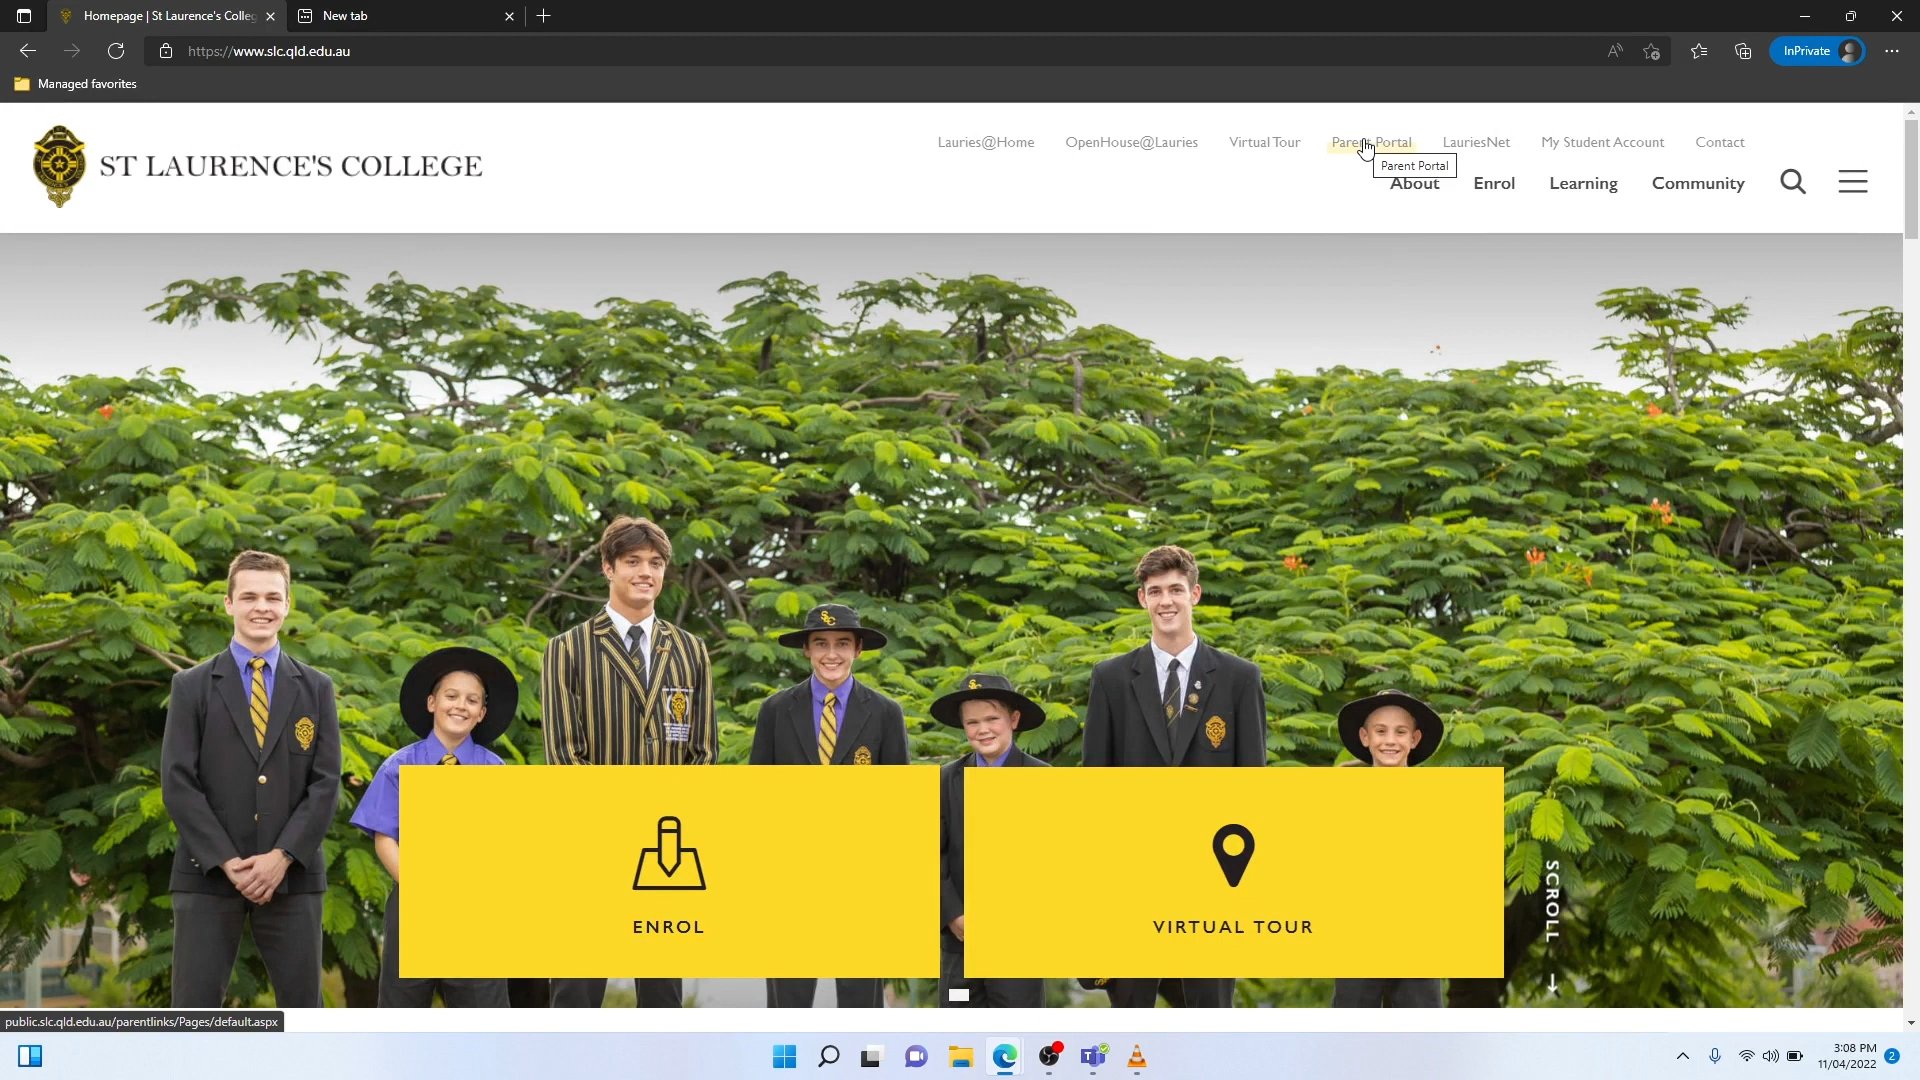 Homepage | St Laurence's Colleg
New tab
https://www.slc.qld.edu.au
InPrivate
Managed favorites
ST LAURENCE'S COLLEGE
Lauries@Home OpenHouse@Lauries Virtual Tour Parent Portal LauriesNet My Student Account Contact
Parent Portal
About Enrol Learning Community
ENROL
VIRTUAL TOUR
SCROLL
public.slc.qld.edu.au/parentlinks/Pages/default.aspx
3:08 PM
11/04/2022
2